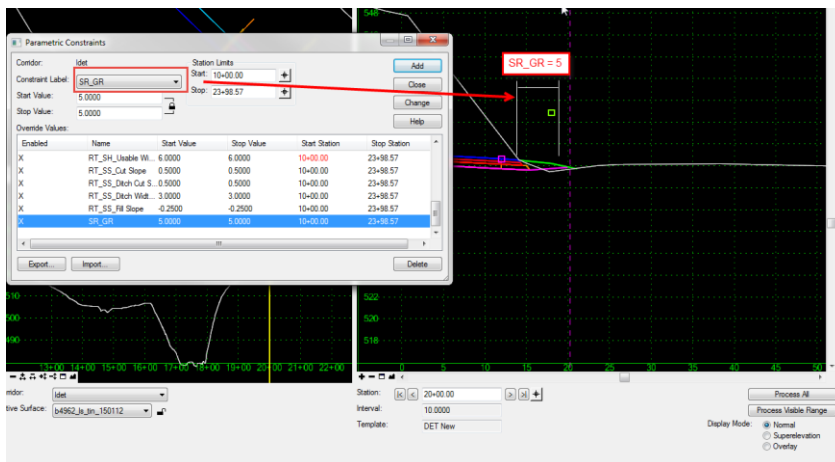 548
Parametric Constraints
Corridor: Idet
Station Limits
Constraint Label: SR_GR
Start: 10+00.00
Stop: 23+98.57
Start Value: 5.0000
Stop Value: 5.0000
Add
Close
Change
Help
Override Values:
Enabled Name Start Value Stop Value Start Station Stop Station
X RT_SH_Usable Wi... 6.0000 6.0000 10+00.00 23+98.57
X RT_SS_Cut Slope 0.5000 0.5000 10+00.00 23+98.57
X RT_SS_Ditch Cut S... 0.5000 0.5000 10+00.00 23+98.57
X RT_SS_Ditch Widt... 3.0000 3.0000 10+00.00 23+98.57
X RT_SS_Fill Slope -0.2500 -0.2500 10+00.00 23+98.57
X SR_GR 5.0000 5.0000 10+00.00 23+98.57
Export... Import... Delete
SR_GR = 5
510
500
490
13+00 14+00 15+00 16+00 17+00 18+00 19+00 20+00 21+00 22+00
522
520
518
0 5 10 15 20 25 30 35 40 45 50
rridor: Idet
tive Surface: b4962_ls_tin_150112
Station: 20+00.00
Interval: 10.0000
Template: DET New
Process All
Process Visible Range
Display Mode: Normal
Superelevation
Overlay